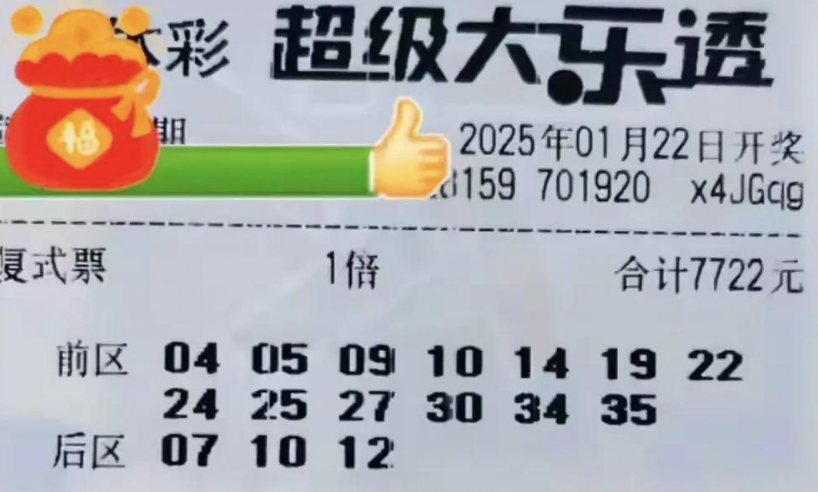 体彩 超级大乐透
期
2025年01月22日开奖
159 701920 x4JGqg
复式票 1倍 合计7722元
前区 04 05 09 10 14 19 22
24 25 27 30 34 35
后区 07 10 12
福